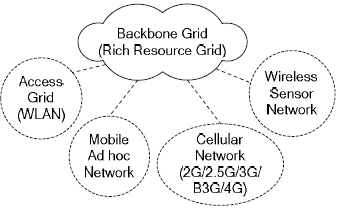 Backbone Grid
(Rich Resource Grid)
Access
Grid
(WLAN)
Mobile
Ad hoc
Network
Cellular
Network
(2G/2.5G/3G/
B3G/4G)
Wireless
Sensor
Network